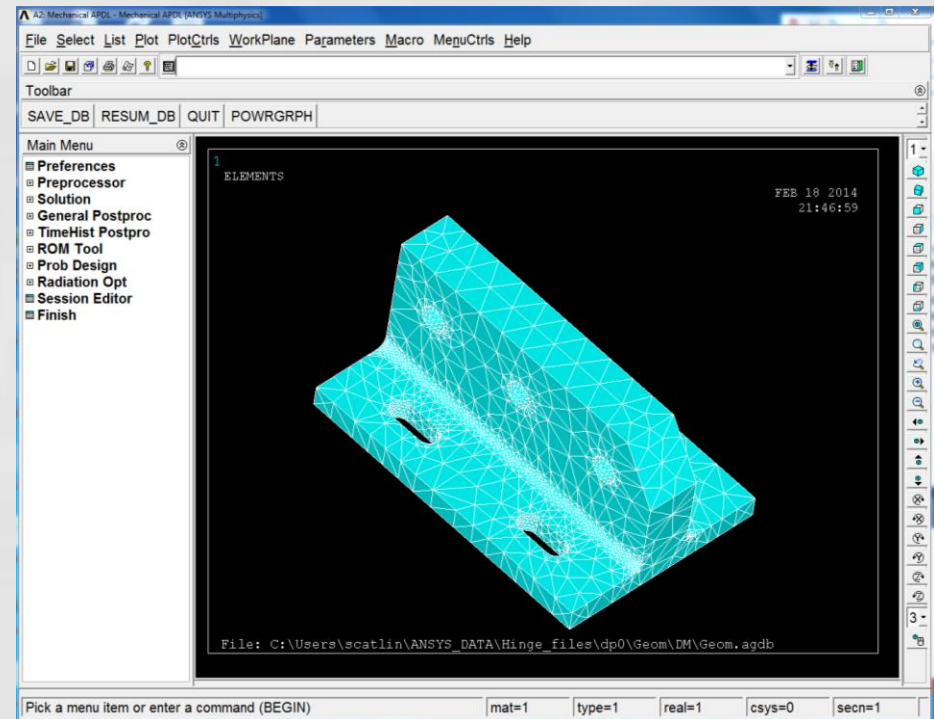 A2: Mechanical APDL - Mechanical APDL [ANSYS Multiphysics]
File Select List Plot PlotCtrls WorkPlane Parameters Macro MenuCtrls Help
Toolbar
SAVE_DB RESUM_DB QUIT POWRGRPH
Main Menu
Preferences
Preprocessor
Solution
General Postproc
TimeHist Postpro
ROM Tool
Prob Design
Radiation Opt
Session Editor
Finish
1
ELEMENTS
FEB 18 2014
21:46:59
File: C:\Users\scatlin\ANSYS_DATA\Hinge_files\dp0\Geom\DM\Geom.agdb
1
3
Pick a menu item or enter a command (BEGIN) mat=1 type=1 real=1 csys=0 secn=1